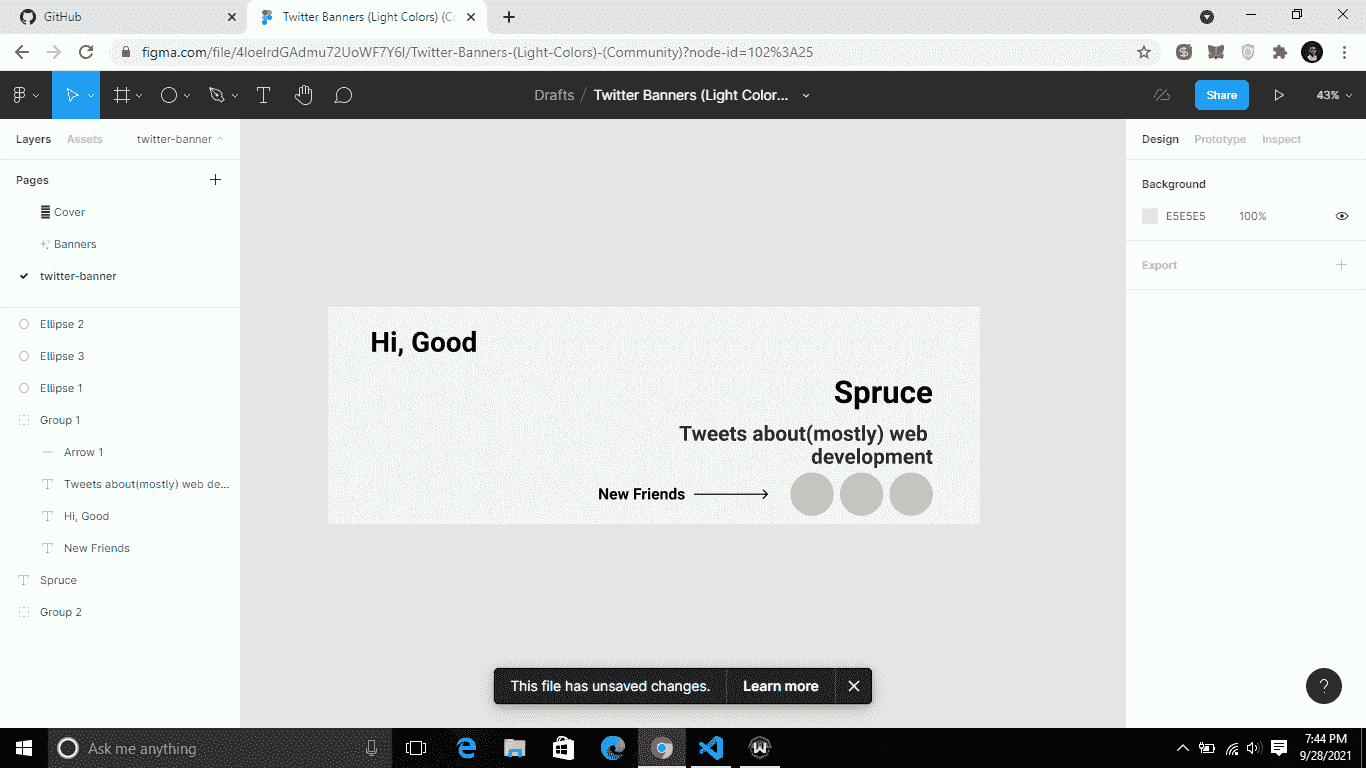 GitHub
Twitter Banners (Light Colors) (Co
figma.com/file/4loeIrdGAdmu72UoWF7Y6I/Twitter-Banners-(Light-Colors)-(Community)?node-id=102%3A25
Drafts / Twitter Banners (Light Color...
Share
43%
Layers Assets twitter-banner
Pages
Cover
Banners
twitter-banner
Ellipse 2
Ellipse 3
Ellipse 1
Group 1
Arrow 1
Tweets about(mostly) web de...
Hi, Good
New Friends
Spruce
Group 2
Hi, Good
Spruce
Tweets about(mostly) web
development
New Friends
This file has unsaved changes. Learn more
Design Prototype Inspect
Background
E5E5E5 100%
Export
?
Ask me anything
7:44 PM
9/28/2021